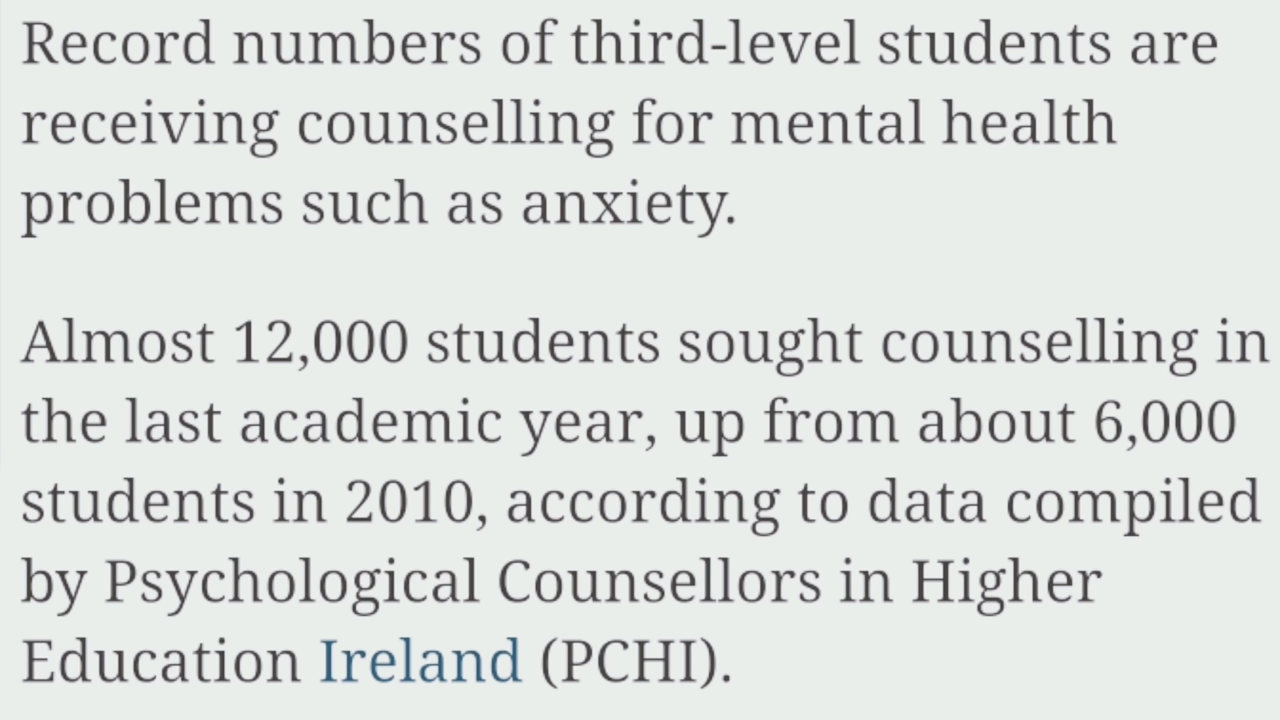 Record numbers of third-level students are
receiving counselling for mental health
problems such as anxiety.
Almost 12,000 students sought counselling in
the last academic year, up from about 6,000
students in 2010, according to data compiled
by Psychological Counsellors in Higher
Education Ireland (PCHI).